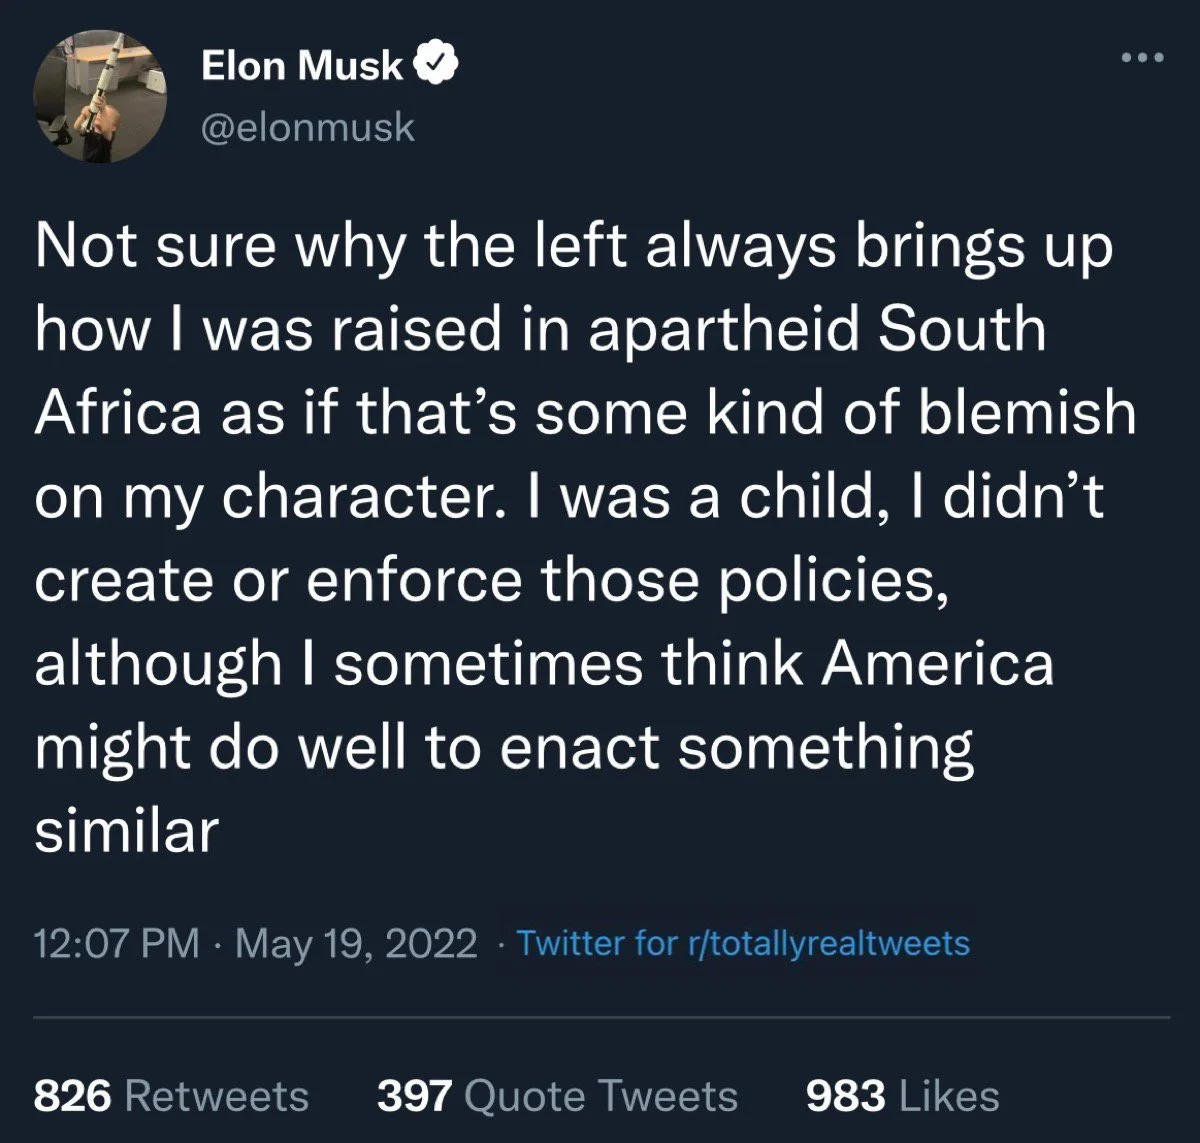 Elon Musk
@elonmusk
Not sure why the left always brings up
how I was raised in apartheid South
Africa as if that’s some kind of blemish
on my character. I was a child, I didn’t
create or enforce those policies,
although I sometimes think America
might do well to enact something
similar
12:07 PM · May 19, 2022 · Twitter for r/totallyrealtweets
826 Retweets 397 Quote Tweets 983 Likes